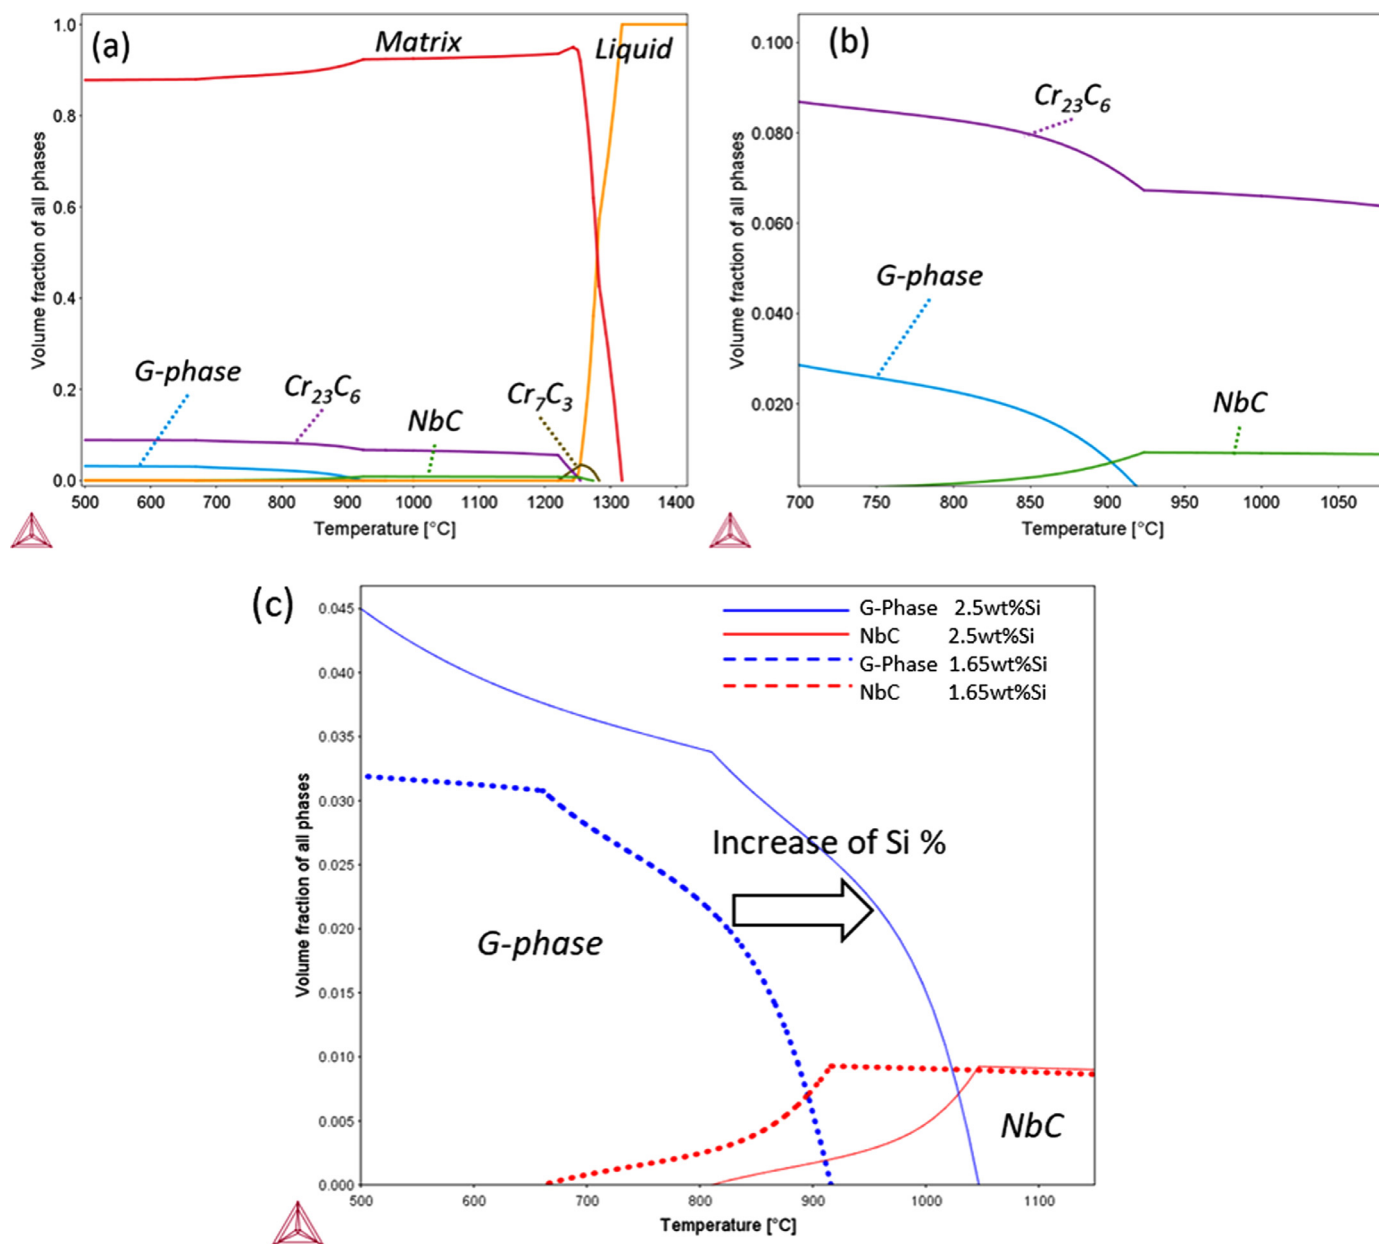 (a)
Matrix
Liquid
G-phase
Cr23C6
NbC
Cr7C3
Volume fraction of all phases
1.0
0.8
0.6
0.4
0.2
0.0
500 600 700 800 900 1000 1100 1200 1300 1400
Temperature [°C]
(b)
Cr23C6
G-phase
NbC
Volume fraction of all phases
0.100
0.080
0.060
0.040
0.020
700 750 800 850 900 950 1000 1050
Temperature [°C]
(c)
G-Phase 2.5wt%Si
NbC 2.5wt%Si
G-Phase 1.65wt%Si
NbC 1.65wt%Si
Increase of Si %
G-phase
NbC
Volume fraction of all phases
0.045
0.040
0.035
0.030
0.025
0.020
0.015
0.010
0.005
0.000
500 600 700 800 900 1000 1100
Temperature [°C]